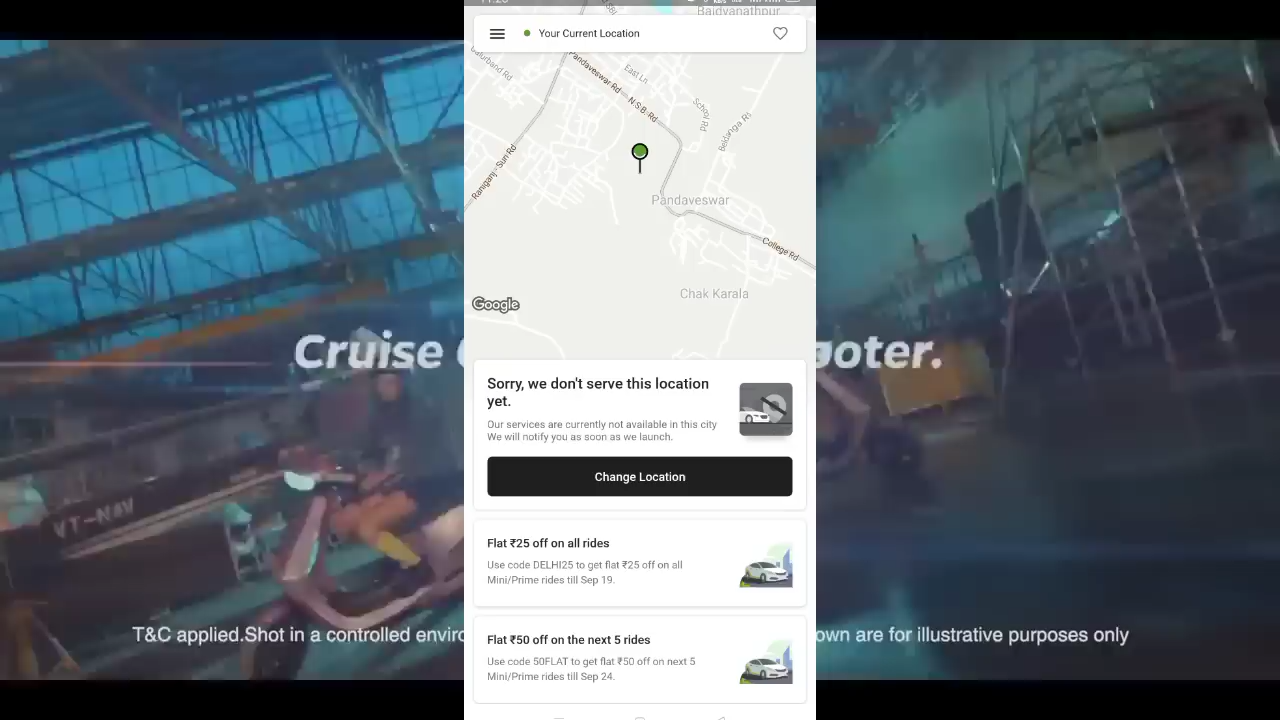 Baidyanathpur
Your Current Location
Pandaveswar Rd
East Ln
N.S.B. Rd
School Rd
Raniganj - Suri Rd
Pandaveswar
College Rd
Chak Karala
Google
Cruise
ooter.
Sorry, we don't serve this location
yet.
Our services are currently not available in this city
We will notify you as soon as we launch.
Change Location
VT-NAV
Flat ₹25 off on all rides
Use code DELHI25 to get flat ₹25 off on all
Mini/Prime rides till Sep 19.
T&C applied.Shot in a controlled enviro
own are for illustrative purposes only
Flat ₹50 off on the next 5 rides
Use code 50FLAT to get flat ₹50 off on next 5
Mini/Prime rides till Sep 24.